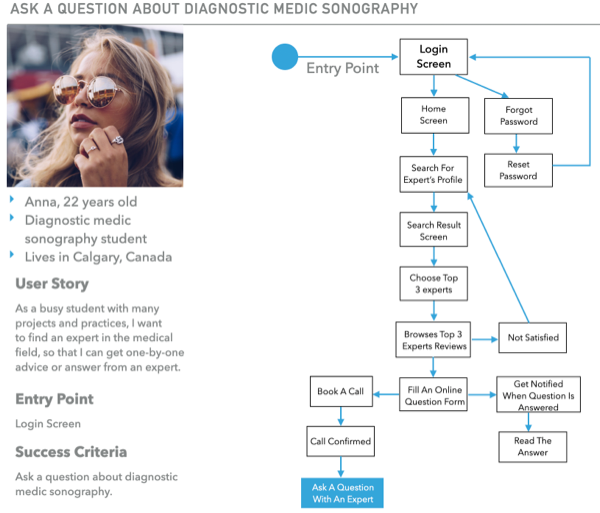 ASK A QUESTION ABOUT DIAGNOSTIC MEDIC SONOGRAPHY
Anna, 22 years old
Diagnostic medic
sonography student
Lives in Calgary, Canada
User Story
As a busy student with many
projects and practices, I want
to find an expert in the medical
field, so that I can get one-by-one
advice or answer from an expert.
Entry Point
Login Screen
Success Criteria
Ask a question about diagnostic
medic sonography.
Entry Point
Login
Screen
Home
Screen
Forgot
Password
Reset
Password
Search For
Expert's Profile
Search Result
Screen
Choose Top
3 experts
Browses Top 3
Experts Reviews
Not Satisfied
Book A Call
Fill An Online
Question Form
Get Notified
When Question Is
Answered
Call Confirmed
Read The
Answer
Ask A Question
With An Expert